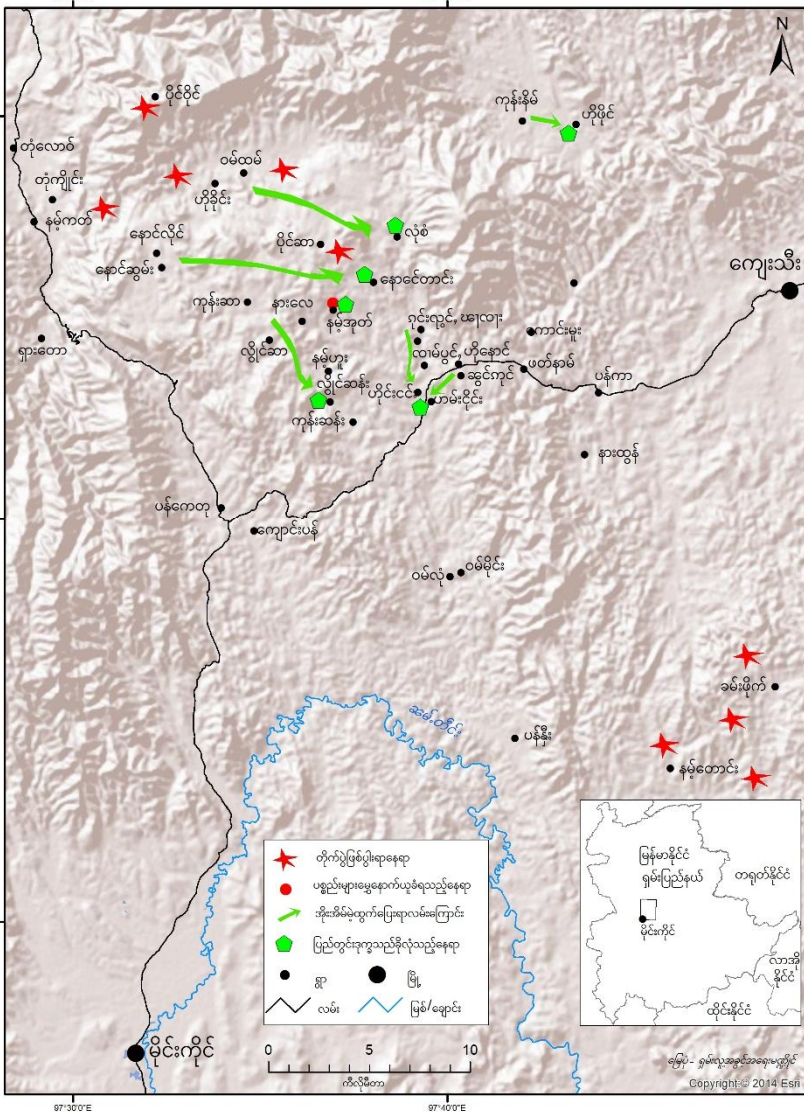 N
ပိုင်ဝိုင်
ကုန်းနိမ်
ဟိုဖိုင်
တုံလောဝ်
ဝမ်ထမ်
တုံကျိုင်း
ဟိုခိုင်း
နမ့်ကတ်
နောင်လိုင်
ပိုင်ဆာ
လုံစံ
နောင်ဆွမ်း
ကျေးသီး
နောင်တောင်း
ကုန်းဆာ
နားလေ
နမ့်အုတ်
ရှားတော
လွိုင်ဆာ
ကောင်းမူး
နမ့်ဟူး
ဟိုနောင်
ဖတ်နာမ်
လွိုင်ဆန်း
ဟိုင်းငင်
ဟမ်းငိုင်း
ပန်ကာ
ကုန်းဆန်း
နားထွန်
ပန်ကေတု
ကျောင်းပန်
ဝမ်လုံ
ဝမ်မိုင်း
ခမ်းဖိုက်
ပန်နှီး
နမ့်တောင်း
တိုက်ပွဲဖြစ်ပွါးရာနေရာ
ပစ္စည်းများမွှေနောက်ယူခံရသည့်နေရာ
အိုးအိမ်မဲ့ထွက်ပြေးရာလမ်းကြောင်း
ပြည်တွင်းဒုက္ခသည်ခိုလှုံသည့်နေရာ
ရွာ
မြို့
လမ်း
မြစ်/ချောင်း
မြန်မာနိုင်ငံ
ရှမ်းပြည်နယ်
တရုတ်နိုင်ငံ
မိုင်းကိုင်
လာအို
နိုင်ငံ
ထိုင်းနိုင်ငံ
မိုင်းကိုင်
0 5 10
ကီလိုမီတာ
မြေပုံ - ရှမ်းလူ့အခွင့်အရေးမဏ္ဍိုင်
Copyright:© 2014 Esri
97°30'0"E
97°40'0"E